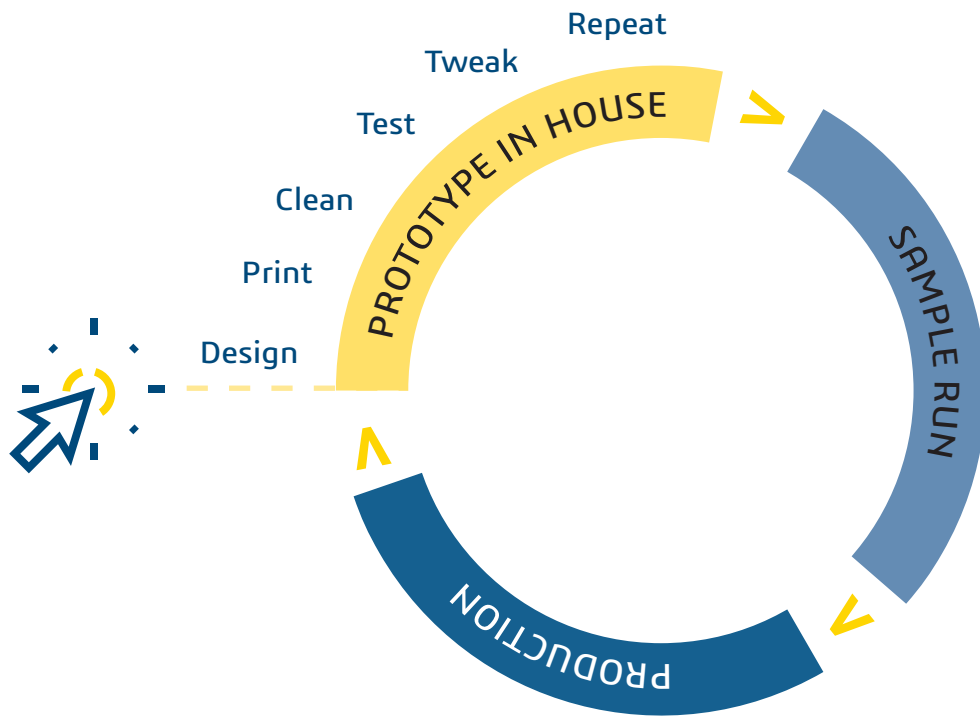 Repeat
Tweak
Test
Clean
Print
Design
PROTOTYPE IN HOUSE
SAMPLE RUN
PRODUCTION